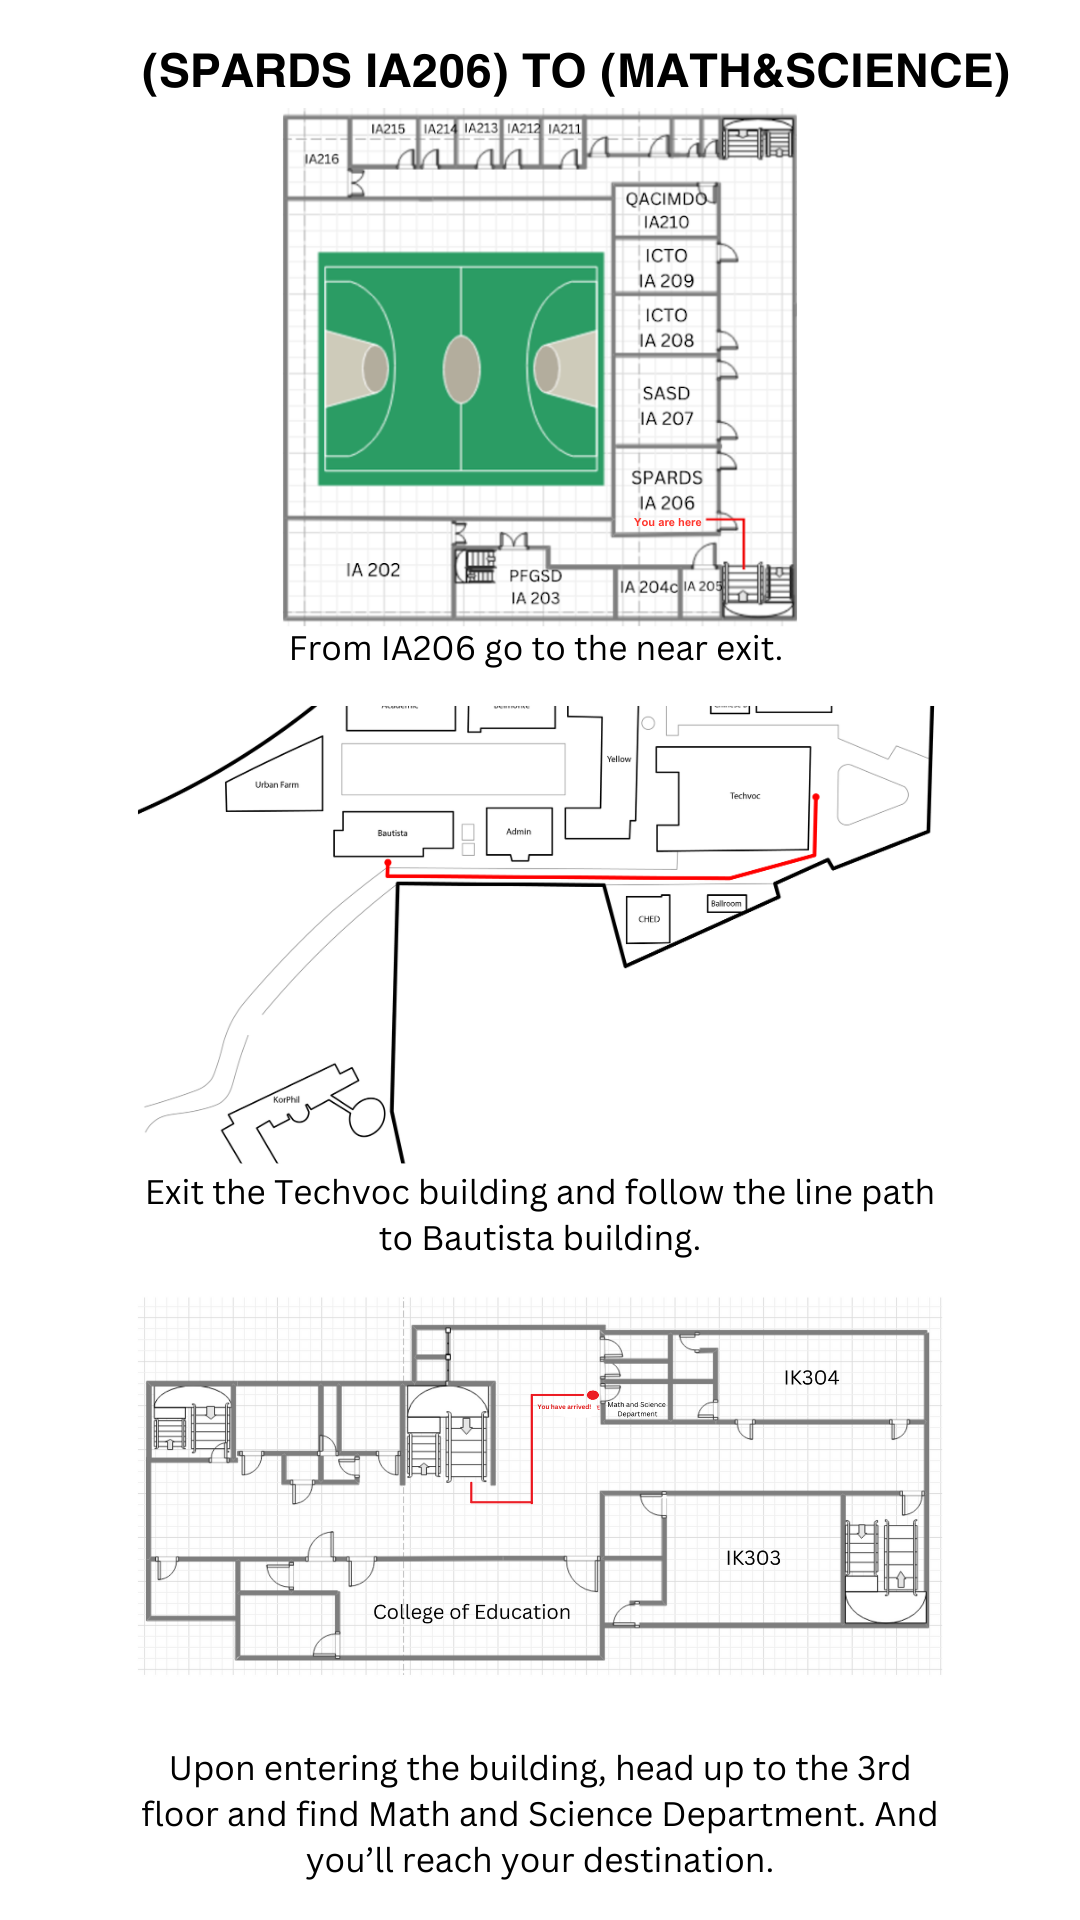 (SPARDS IA206) TO (MATH&SCIENCE)
IA215
IA214
IA213
IA212
IA211
IA216
QACIMDO
IA210
ICTO
IA 209
ICTO
IA 208
SASD
IA 207
SPARDS
IA 206
You are here
IA 202
PFGSD
IA 203
IA 204c
IA 205
From IA206 go to the near exit.
Academic
Belmonte
Yellow
Urban Farm
Techvoc
Bautista
Admin
CHED
Ballroom
KorPhil
Exit the Techvoc building and follow the line path
to Bautista building.
IK304
You have arrived!
Math and Science
Department
IK303
College of Education
Upon entering the building, head up to the 3rd
floor and find Math and Science Department. And
you’ll reach your destination.